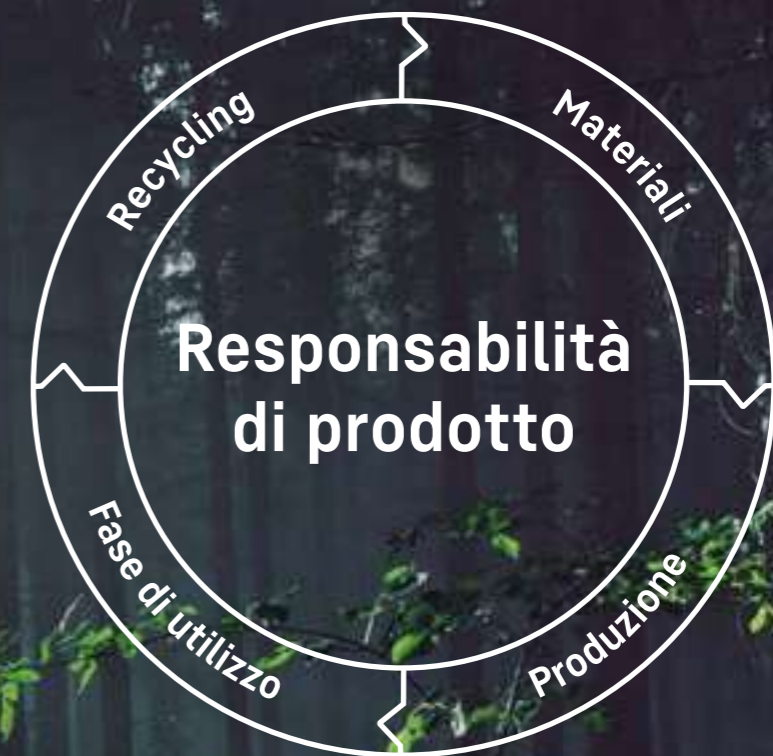 Recycling
Materiali
Responsabilità
di prodotto
Fase di utilizzo
Produzione